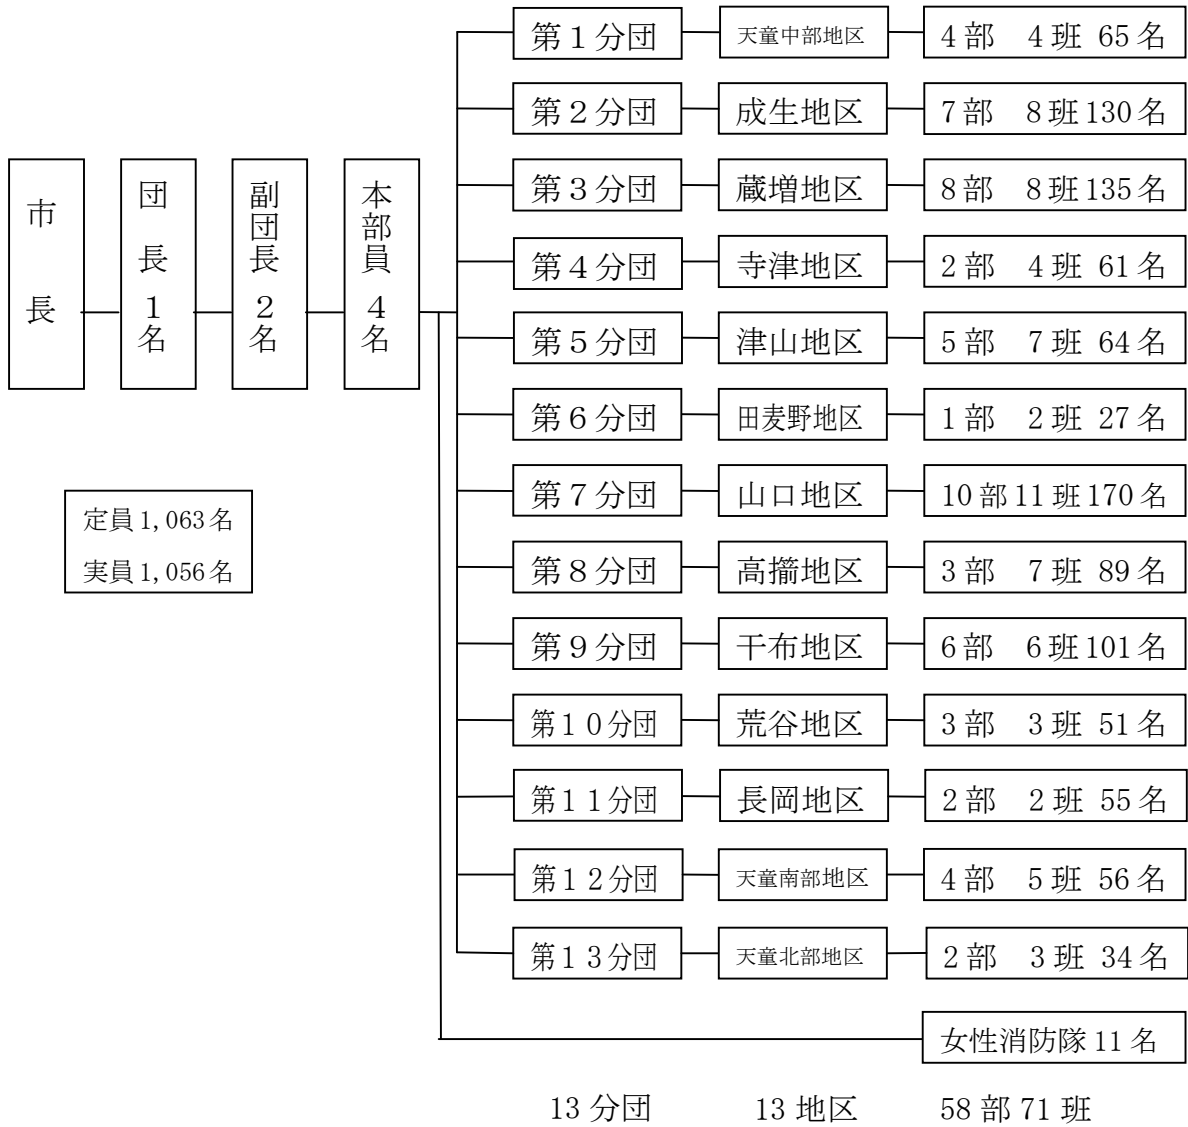 市長
団長1名
副団長2名
本部員4名
定員1,063名
実員1,056名
第1分団 天童中部地区 4部 4班 65名
第2分団 成生地区 7部 8班130名
第3分団 蔵増地区 8部 8班135名
第4分団 寺津地区 2部 4班 61名
第5分団 津山地区 5部 7班 64名
第6分団 田麦野地区 1部 2班 27名
第7分団 山口地区 10部11班170名
第8分団 高擶地区 3部 7班 89名
第9分団 干布地区 6部 6班101名
第10分団 荒谷地区 3部 3班 51名
第11分団 長岡地区 2部 2班 55名
第12分団 天童南部地区 4部 5班 56名
第13分団 天童北部地区 2部 3班 34名
女性消防隊11名
13分団 13地区 58部71班